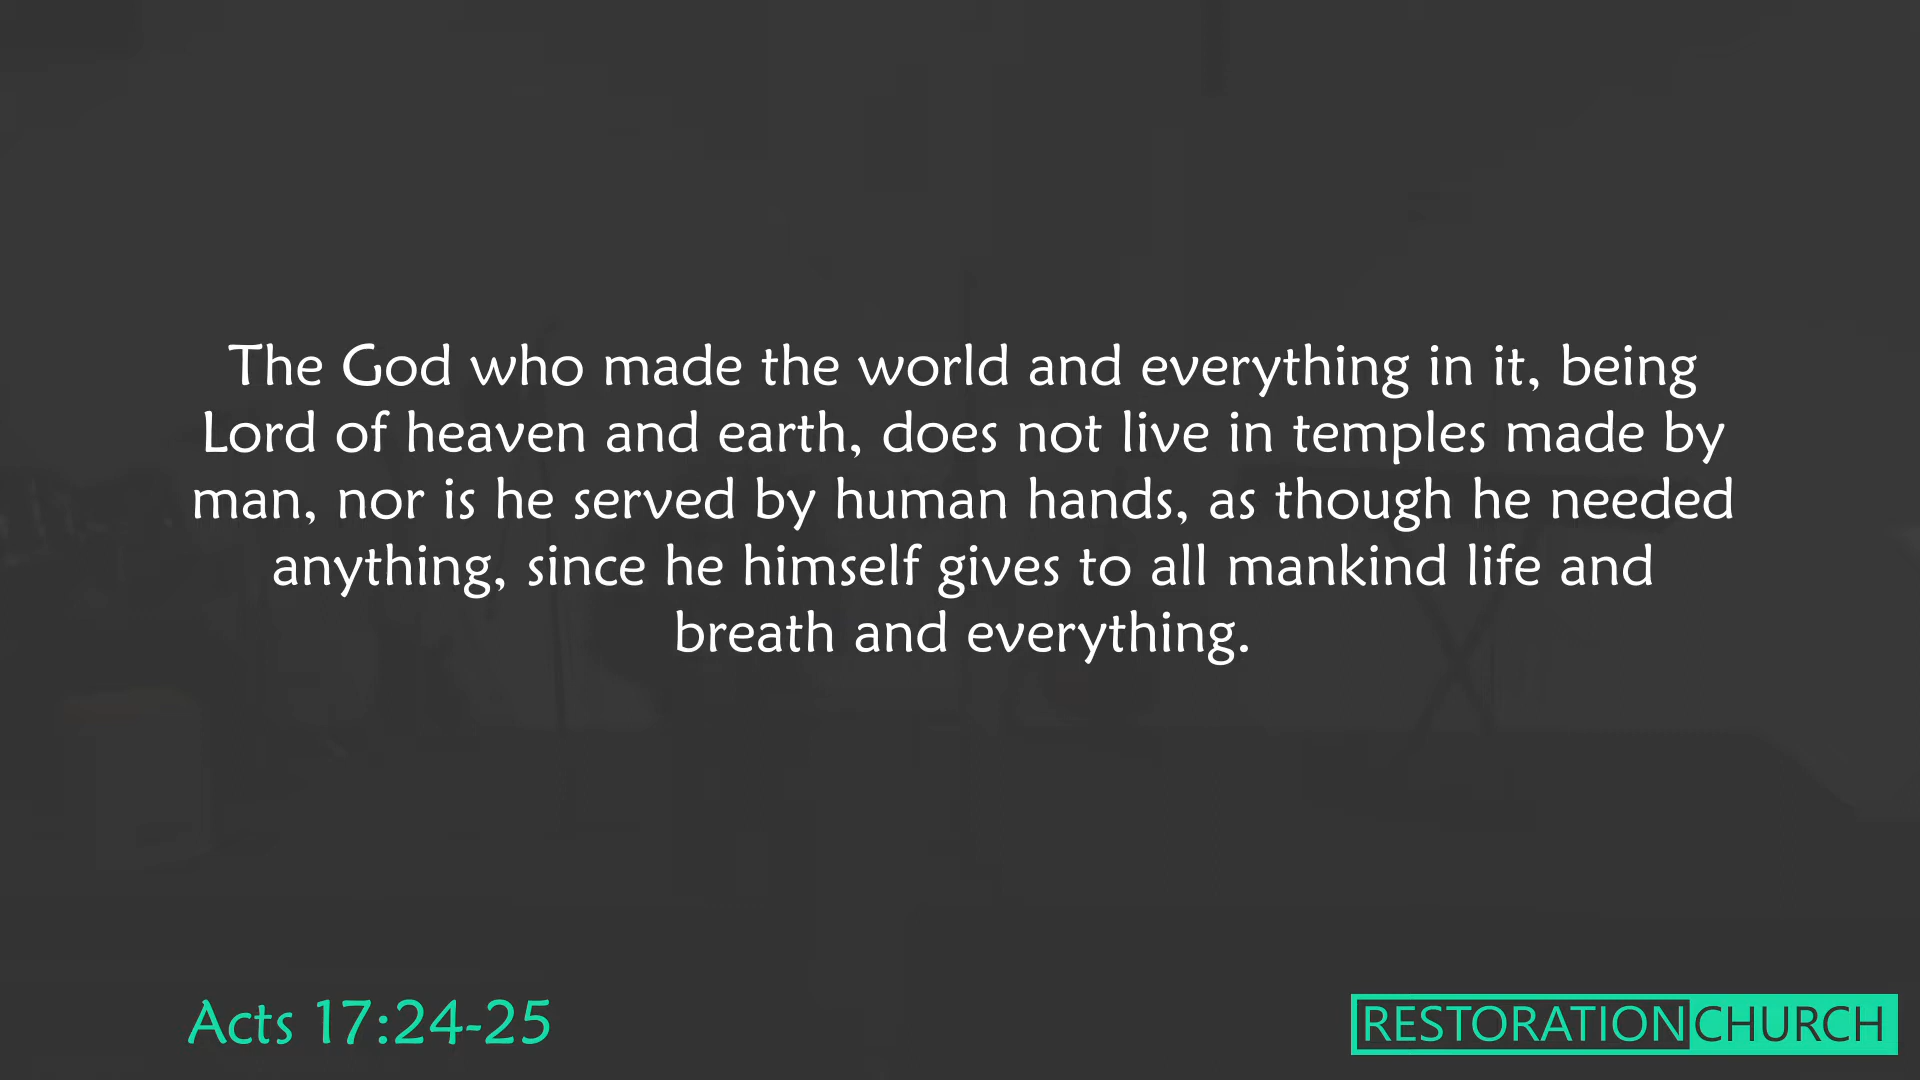 The God who made the world and everything in it, being
Lord of heaven and earth, does not live in temples made by
man, nor is he served by human hands, as though he needed
anything, since he himself gives to all mankind life and
breath and everything.
Acts 17:24-25
RESTORATIONCHURCH